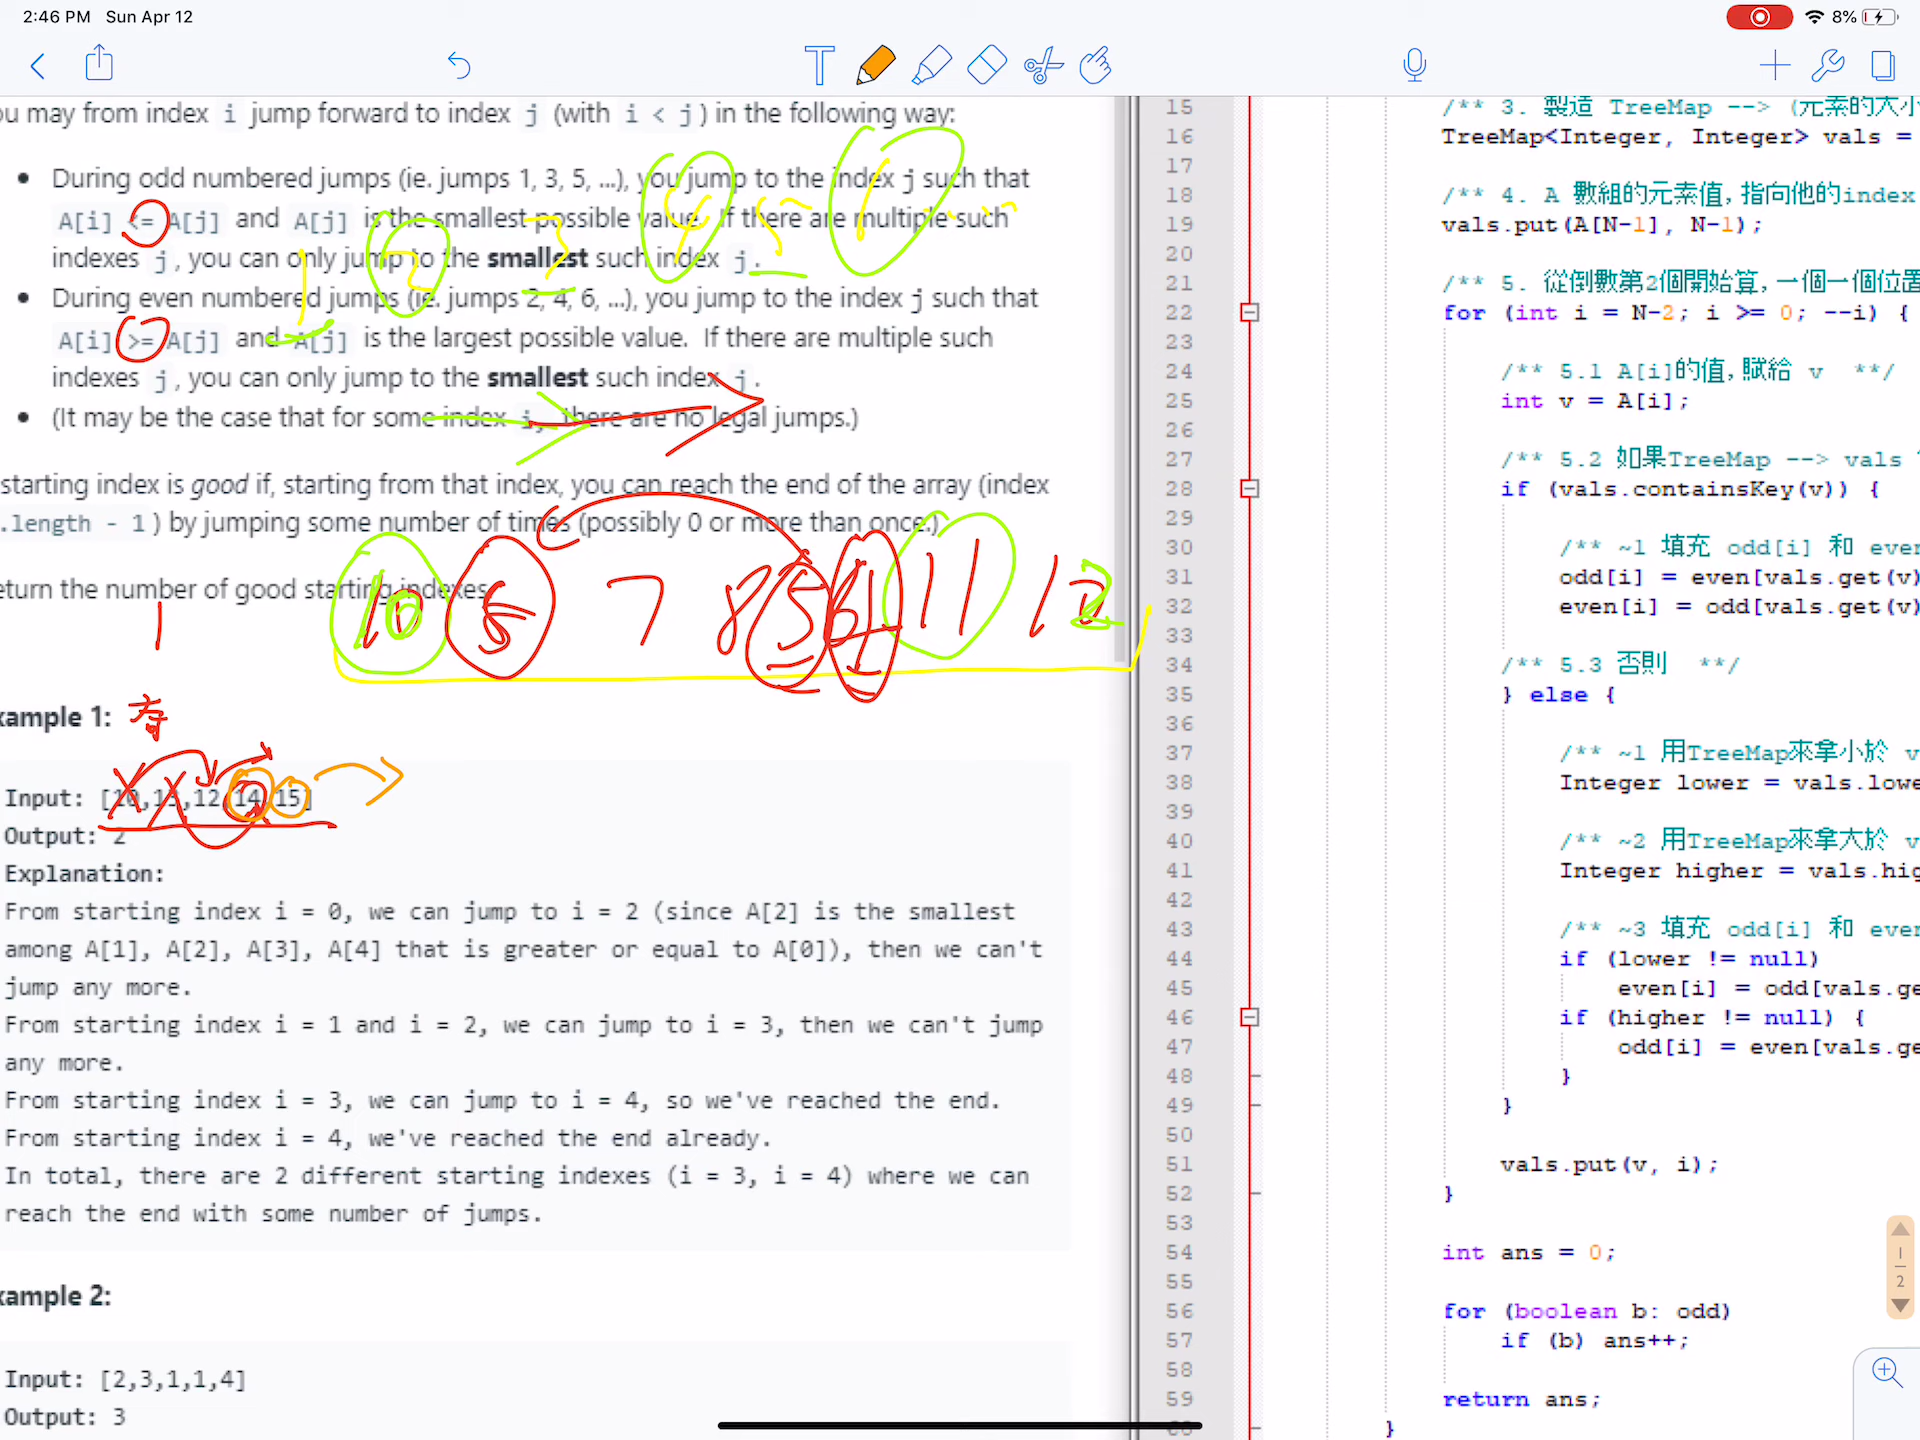 2:46 PM Sun Apr 12
8%
ou may from index i jump forward to index j (with i < j) in the following way:
During odd numbered jumps (ie. jumps 1, 3, 5, ...), you jump to the index j such that
A[i] <= A[j] and A[j] is the smallest possible value. If there are multiple such
indexes j, you can only jump to the smallest such index j.
During even numbered jumps (ie. jumps 2, 4, 6, ...), you jump to the index j such that
A[i] >= A[j] and A[j] is the largest possible value. If there are multiple such
indexes j, you can only jump to the smallest such index j.
(It may be the case that for some index i, there are no legal jumps.)
starting index is good if, starting from that index, you can reach the end of the array (index
.length - 1) by jumping some number of times (possibly 0 or more than once.)
eturn the number of good starting indexes.
1 2 3 4 5
10 5 7 8 5 11 12
1
xample 1:
Input: [10,13,12,14,15]
Output: 2
Explanation:
From starting index i = 0, we can jump to i = 2 (since A[2] is the smallest
among A[1], A[2], A[3], A[4] that is greater or equal to A[0]), then we can't
jump any more.
From starting index i = 1 and i = 2, we can jump to i = 3, then we can't jump
any more.
From starting index i = 3, we can jump to i = 4, so we've reached the end.
From starting index i = 4, we've reached the end already.
In total, there are 2 different starting indexes (i = 3, i = 4) where we can
reach the end with some number of jumps.
xample 2:
Input: [2,3,1,1,4]
Output: 3
15 /** 3. 製造 TreeMap --> (元素的大小
16 TreeMap<Integer, Integer> vals =
17
18 /** 4. A 數組的元素值, 指向他的index
19 vals.put(A[N-1], N-1);
20
21 /** 5. 從倒數第2個開始算, 一個一個位置
22 for (int i = N-2; i >= 0; --i) {
23
24 /** 5.1 A[i]的值, 賦給 v **/
25 int v = A[i];
26
27 /** 5.2 如果TreeMap --> vals
28 if (vals.containsKey(v)) {
29
30 /** ~1 填充 odd[i] 和 even
31 odd[i] = even[vals.get(v)
32 even[i] = odd[vals.get(v)
33
34 /** 5.3 否則 **/
35 } else {
36
37 /** ~1 用TreeMap來拿小於 v
38 Integer lower = vals.lowe
39
40 /** ~2 用TreeMap來拿大於 v
41 Integer higher = vals.hig
42
43 /** ~3 填充 odd[i] 和 even
44 if (lower != null)
45 even[i] = odd[vals.ge
46 if (higher != null) {
47 odd[i] = even[vals.ge
48 }
49 }
50
51 vals.put(v, i);
52 }
53
54 int ans = 0;
55
56 for (boolean b: odd)
57 if (b) ans++;
58
59 return ans;
60 }
1
2